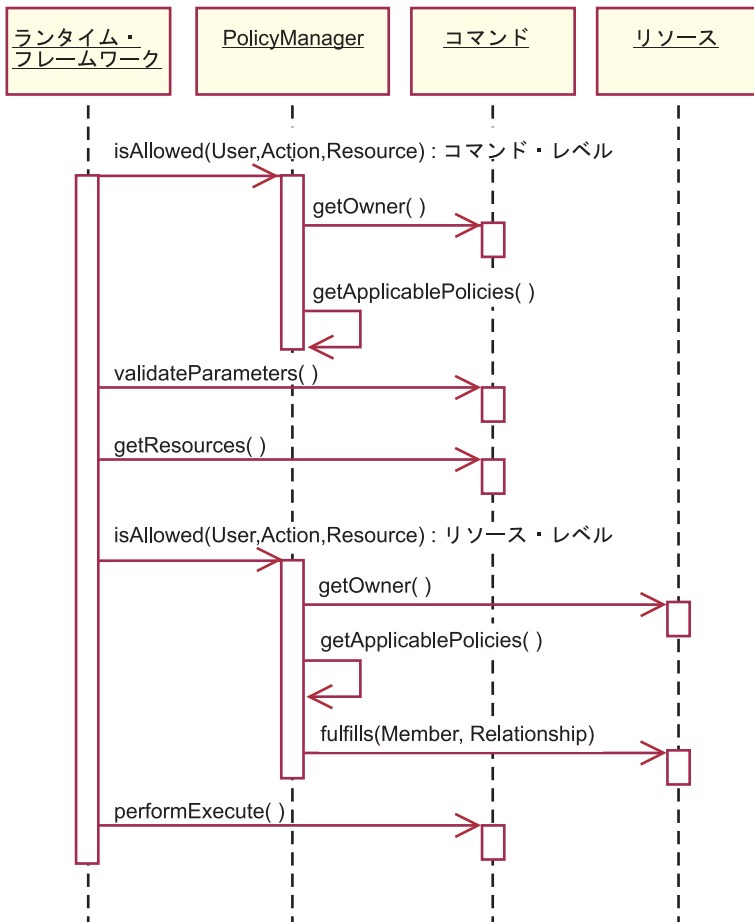 ランタイム・
フレームワーク
PolicyManager
コマンド
リソース
isAllowed(User,Action,Resource) : コマンド・レベル
getOwner( )
getApplicablePolicies( )
validateParameters( )
getResources( )
isAllowed(User,Action,Resource) : リソース・レベル
getOwner( )
getApplicablePolicies( )
fulfills(Member, Relationship)
performExecute( )